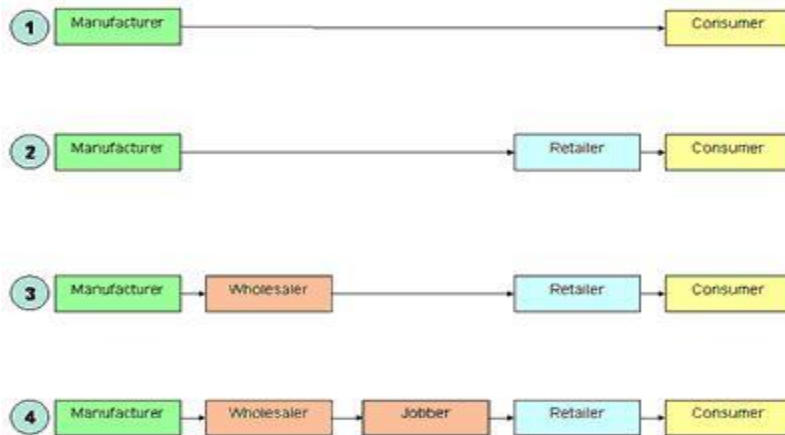 1 Manufacturer Consumer
2 Manufacturer Retailer Consumer
3 Manufacturer Wholesaler Retailer Consumer
4 Manufacturer Wholesaler Jobber Retailer Consumer